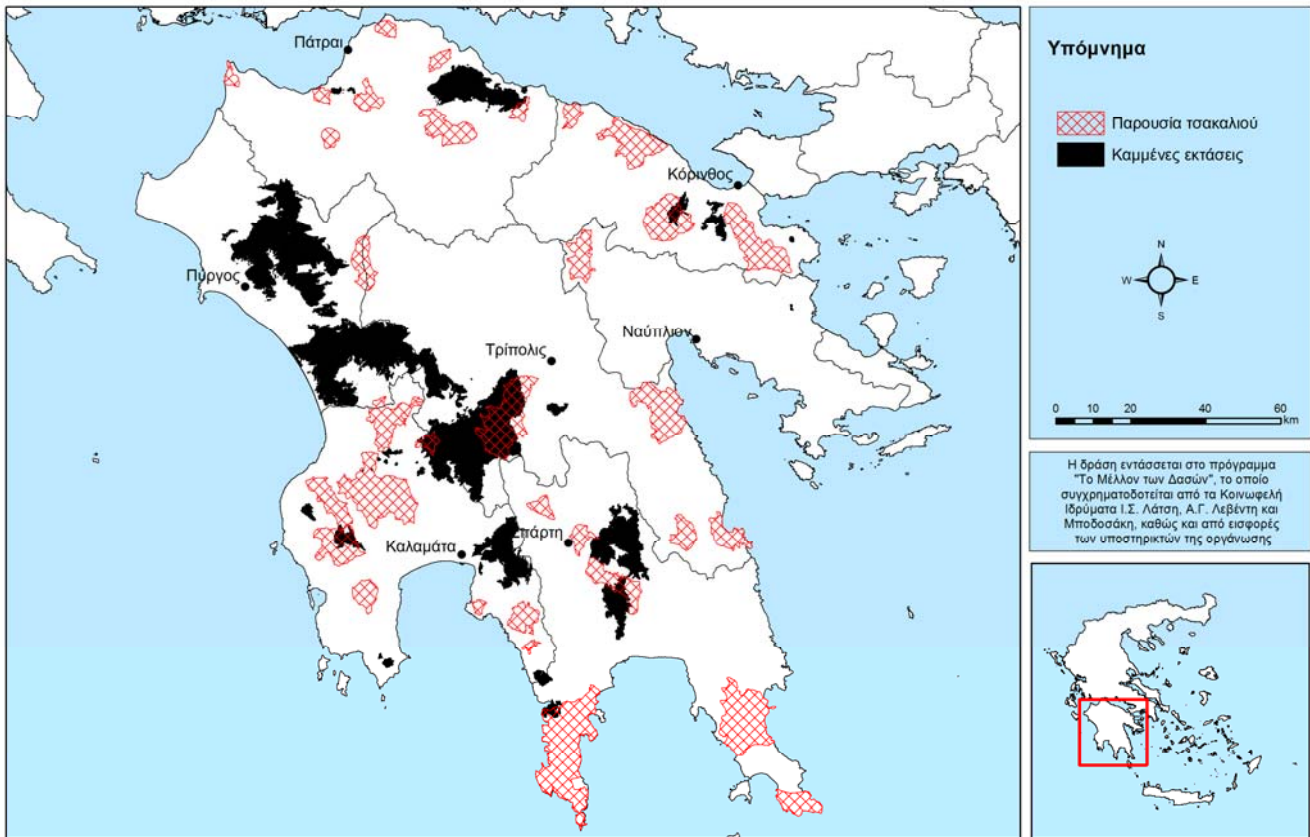 Πάτραι
Κόρινθος
Πύργος
Ναύπλιον
Τρίπολις
Σπάρτη
Καλαμάτα
Υπόμνημα
Παρουσία τσακαλιού
Καμμένες εκτάσεις
N
W E
S
0 10 20 40 60
km
Η δράση εντάσσεται στο πρόγραμμα
"Το Μέλλον των Δασών", το οποίο
συγχρηματοδοτείται από τα Κοινωφελή
Ιδρύματα Ι.Σ. Λάτση, Α.Γ. Λεβέντη και
Μποδοσάκη, καθώς και από εισφορές
των υποστηρικτών της οργάνωσης